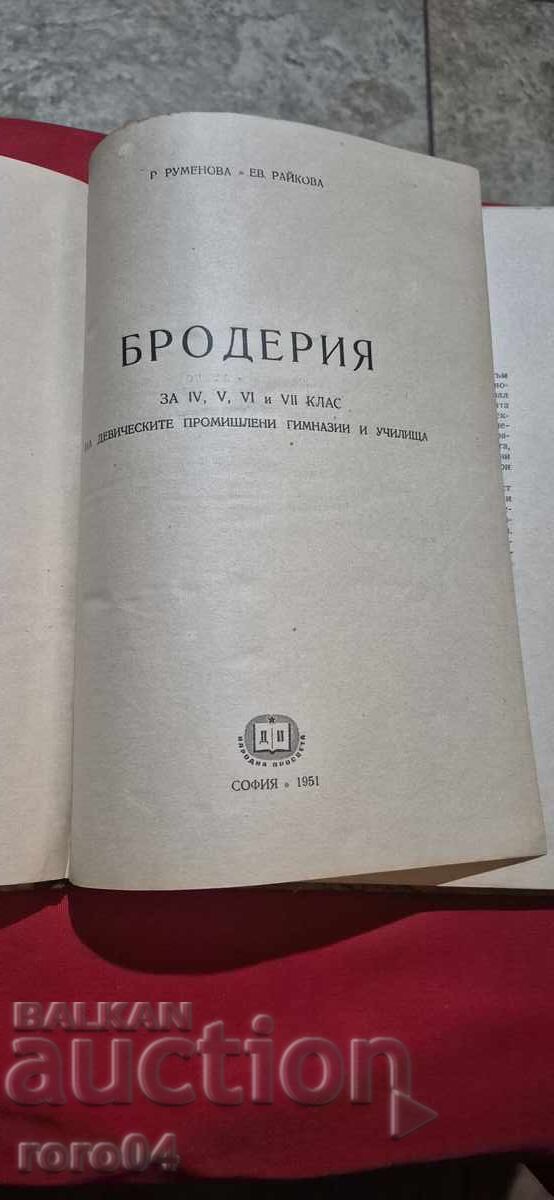 Р РУМЕНОВА • ЕВ. РАЙКОВА
БРОДЕРИЯ
ЗА IV, V, VI и VII КЛАС
НА ДЕВИЧЕСКИТЕ ПРОМИШЛЕНИ ГИМНАЗИИ И УЧИЛИЩА
Д П
НАРОДНА ПРОСВЕТА
СОФИЯ • 1951
BALKAN
auction
roro04